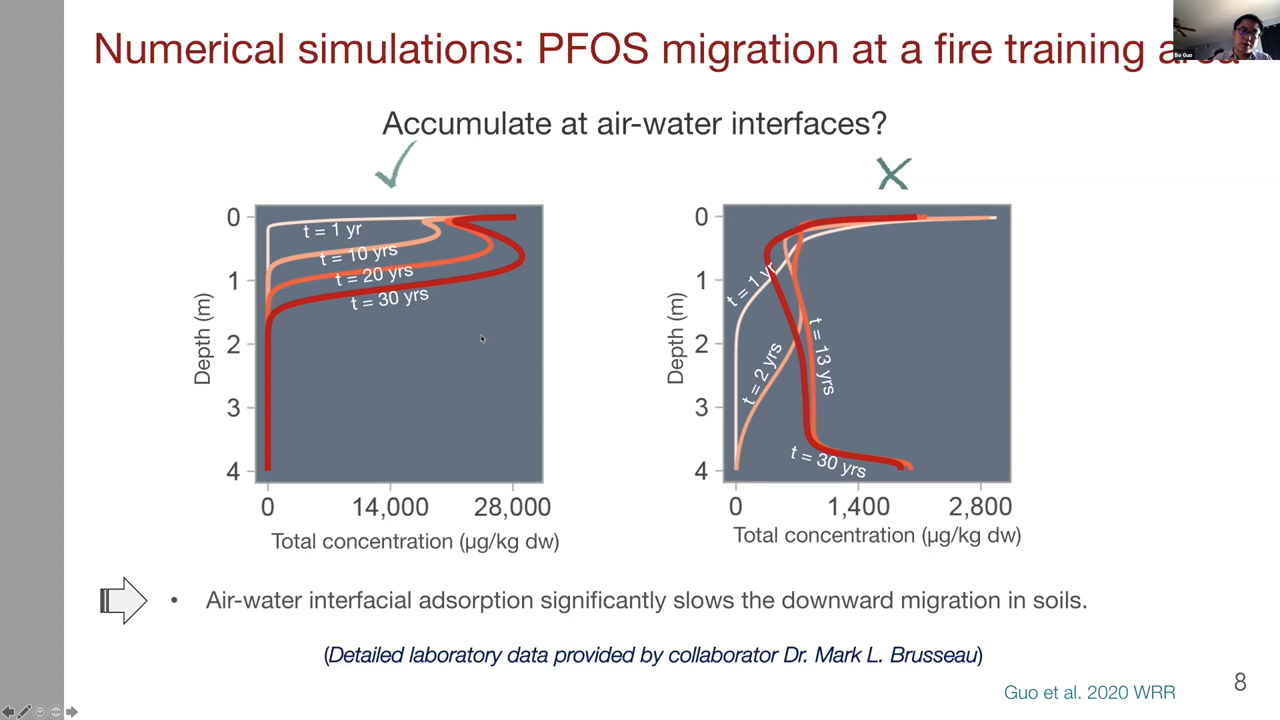 Numerical simulations: PFOS migration at a fire training area
Bo Guo
Accumulate at air-water interfaces?
0
1
2
3
4
Depth (m)
t = 1 yr
t = 10 yrs
t = 20 yrs
t = 30 yrs
0
14,000
28,000
Total concentration (µg/kg dw)
0
1
2
3
4
Depth (m)
t = 1 yr
t = 2 yrs
t = 13 yrs
t = 30 yrs
0
1,400
2,800
Total concentration (µg/kg dw)
• Air-water interfacial adsorption significantly slows the downward migration in soils.
(Detailed laboratory data provided by collaborator Dr. Mark L. Brusseau)
Guo et al. 2020 WRR
8